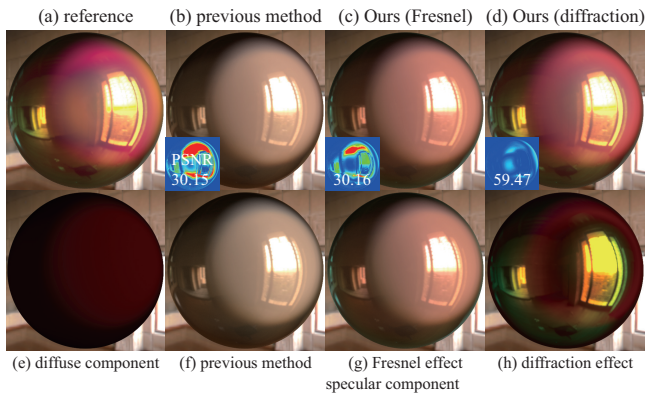 (a) reference (b) previous method (c) Ours (Fresnel) (d) Ours (diffraction)
PSNR
30.15
30.16
59.47
(e) diffuse component (f) previous method (g) Fresnel effect (h) diffraction effect
specular component